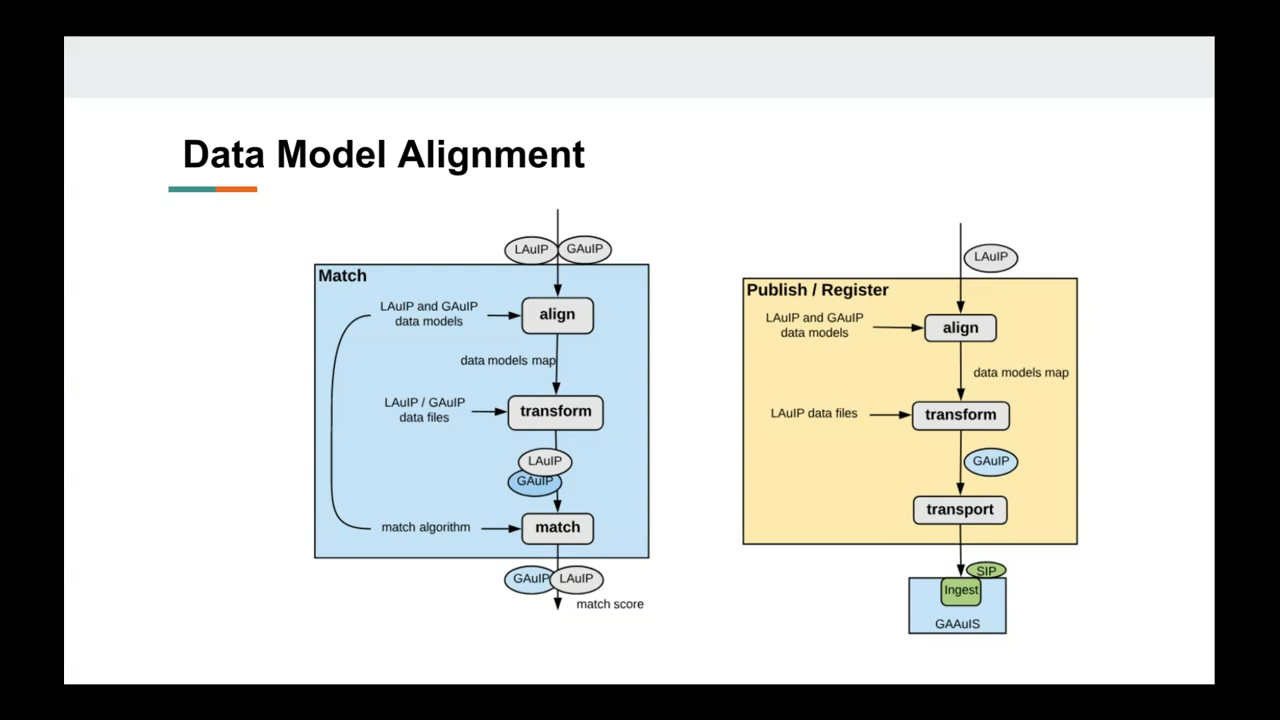 Data Model Alignment
LAuIP
GAuIP
Match
LAuIP and GAuIP
data models
align
data models map
LAuIP / GAuIP
data files
transform
LAuIP
GAuIP
match algorithm
match
GAuIP
LAuIP
match score
LAuIP
Publish / Register
LAuIP and GAuIP
data models
align
data models map
LAuIP data files
transform
GAuIP
transport
SIP
Ingest
GAAuIS